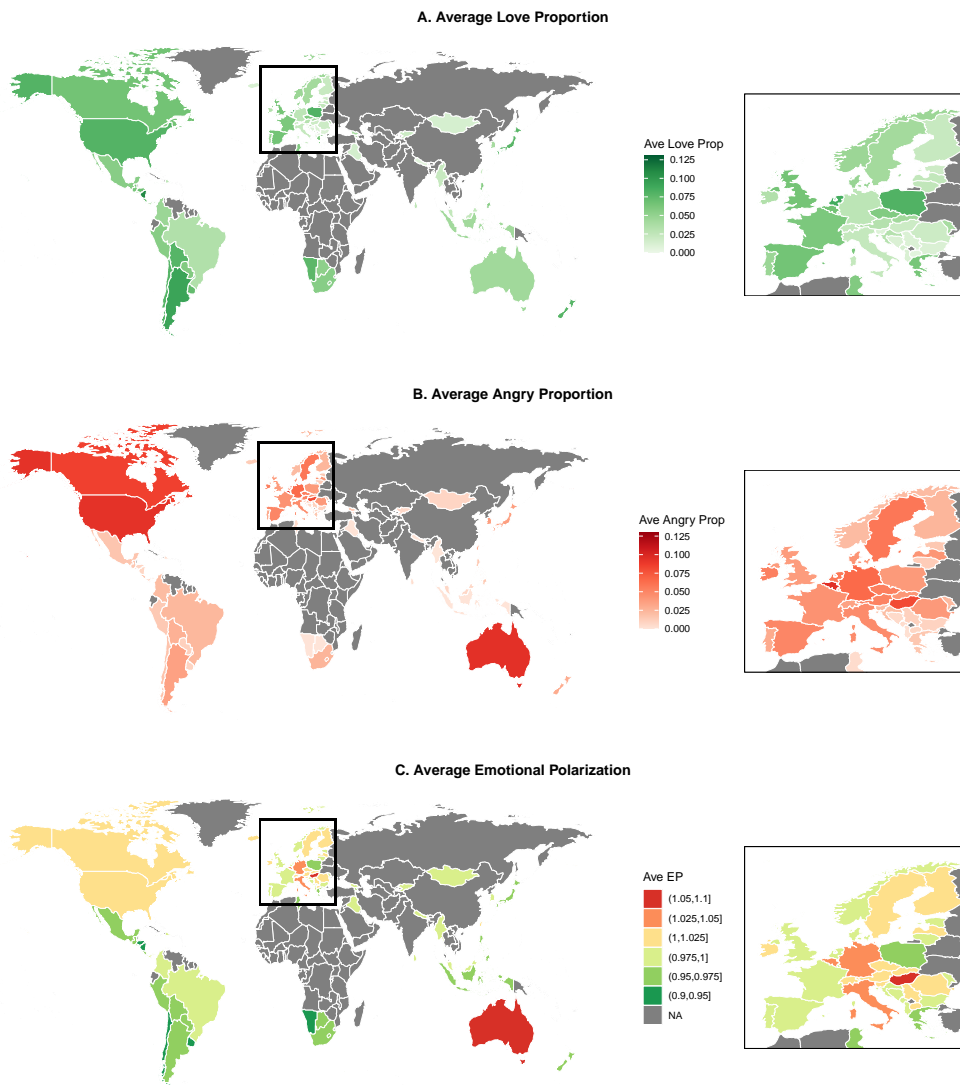 A. Average Love Proportion
Ave Love Prop
0.125
0.100
0.075
0.050
0.025
0.000
B. Average Angry Proportion
Ave Angry Prop
0.125
0.100
0.075
0.050
0.025
0.000
C. Average Emotional Polarization
Ave EP
(1.05,1.1]
(1.025,1.05]
(1,1.025]
(0.975,1]
(0.95,0.975]
(0.9,0.95]
NA